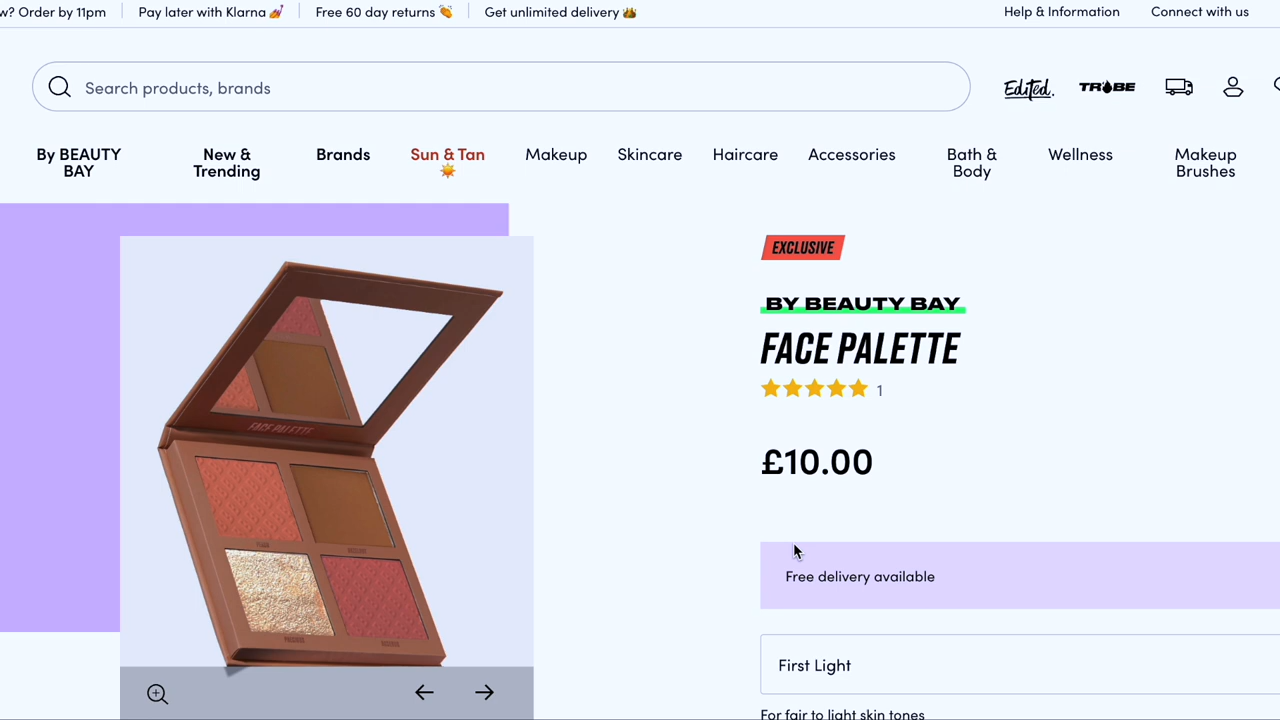 w? Order by 11pm
Pay later with Klarna 💅
Free 60 day returns 👏
Get unlimited delivery 👑
Help & Information
Connect with us
Search products, brands
Edited.
TRIBE
By BEAUTY BAY
New & Trending
Brands
Sun & Tan ☀️
Makeup
Skincare
Haircare
Accessories
Bath & Body
Wellness
Makeup Brushes
EXCLUSIVE
BY BEAUTY BAY
FACE PALETTE
1
£10.00
Free delivery available
First Light
For fair to light skin tones
FACE PALETTE